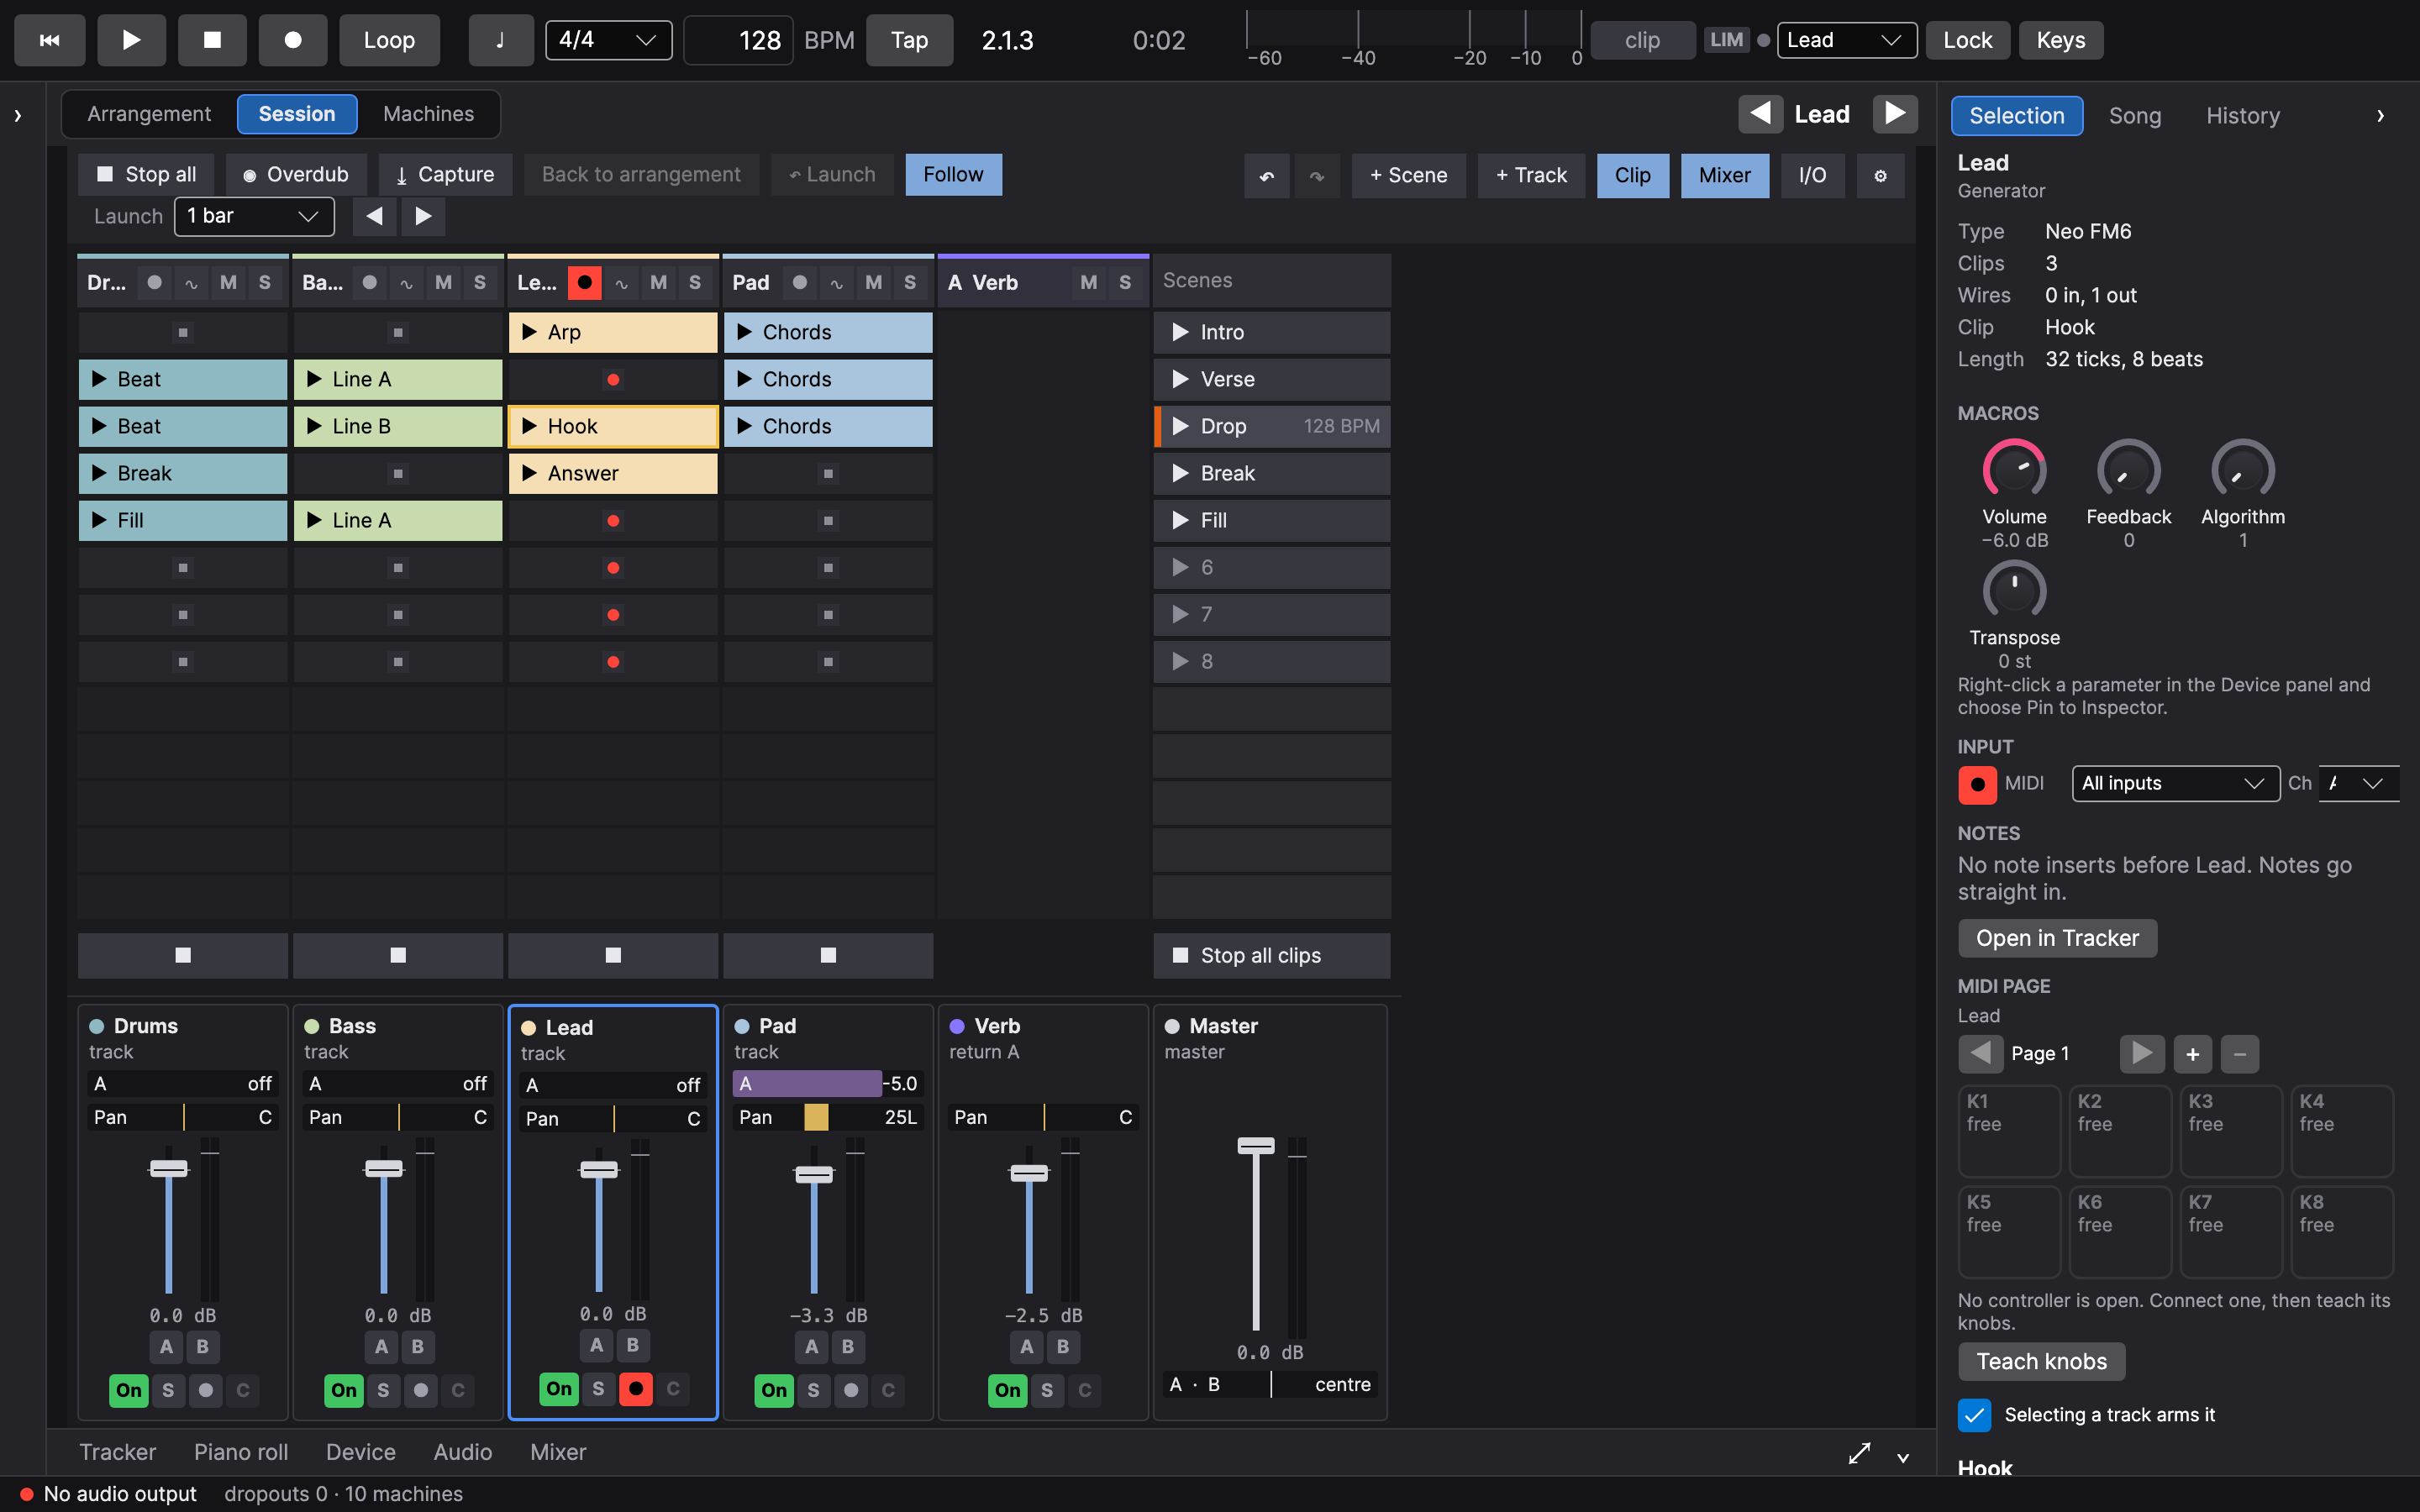 Loop 4/4 128 BPM Tap 2.1.3 0:02 −60 −40 −20 −10 0 clip LIM Lead Lock Keys
Arrangement Session Machines Lead Selection Song History
Stop all Overdub Capture Back to arrangement Launch Follow + Scene + Track Clip Mixer I/O
Launch 1 bar
Dr... M S Ba... M S Le... M S Pad M S A Verb M S Scenes
Arp Chords Intro
Beat Line A Chords Verse
Beat Line B Hook Chords Drop 128 BPM
Break Answer Break
Fill Line A Fill
6
7
8
Stop all clips
Drums Bass Lead Pad Verb Master
track track track track return A master
A off A off A off A -5.0
Pan C Pan C Pan C Pan 25L Pan C
0.0 dB 0.0 dB 0.0 dB −3.3 dB −2.5 dB 0.0 dB
A B A B A B A B A B
A · B centre
On S C On S C On S C On S C On S C
Tracker Piano roll Device Audio Mixer
No audio output dropouts 0 · 10 machines
Lead
Generator
Type Neo FM6
Clips 3
Wires 0 in, 1 out
Clip Hook
Length 32 ticks, 8 beats
MACROS
Volume Feedback Algorithm
−6.0 dB 0 1
Transpose
0 st
Right-click a parameter in the Device panel and
choose Pin to Inspector.
INPUT
MIDI All inputs Ch
NOTES
No note inserts before Lead. Notes go
straight in.
Open in Tracker
MIDI PAGE
Lead
Page 1 + −
K1 K2 K3 K4
free free free free
K5 K6 K7 K8
free free free free
No controller is open. Connect one, then teach its
knobs.
Teach knobs
Selecting a track arms it
Hook